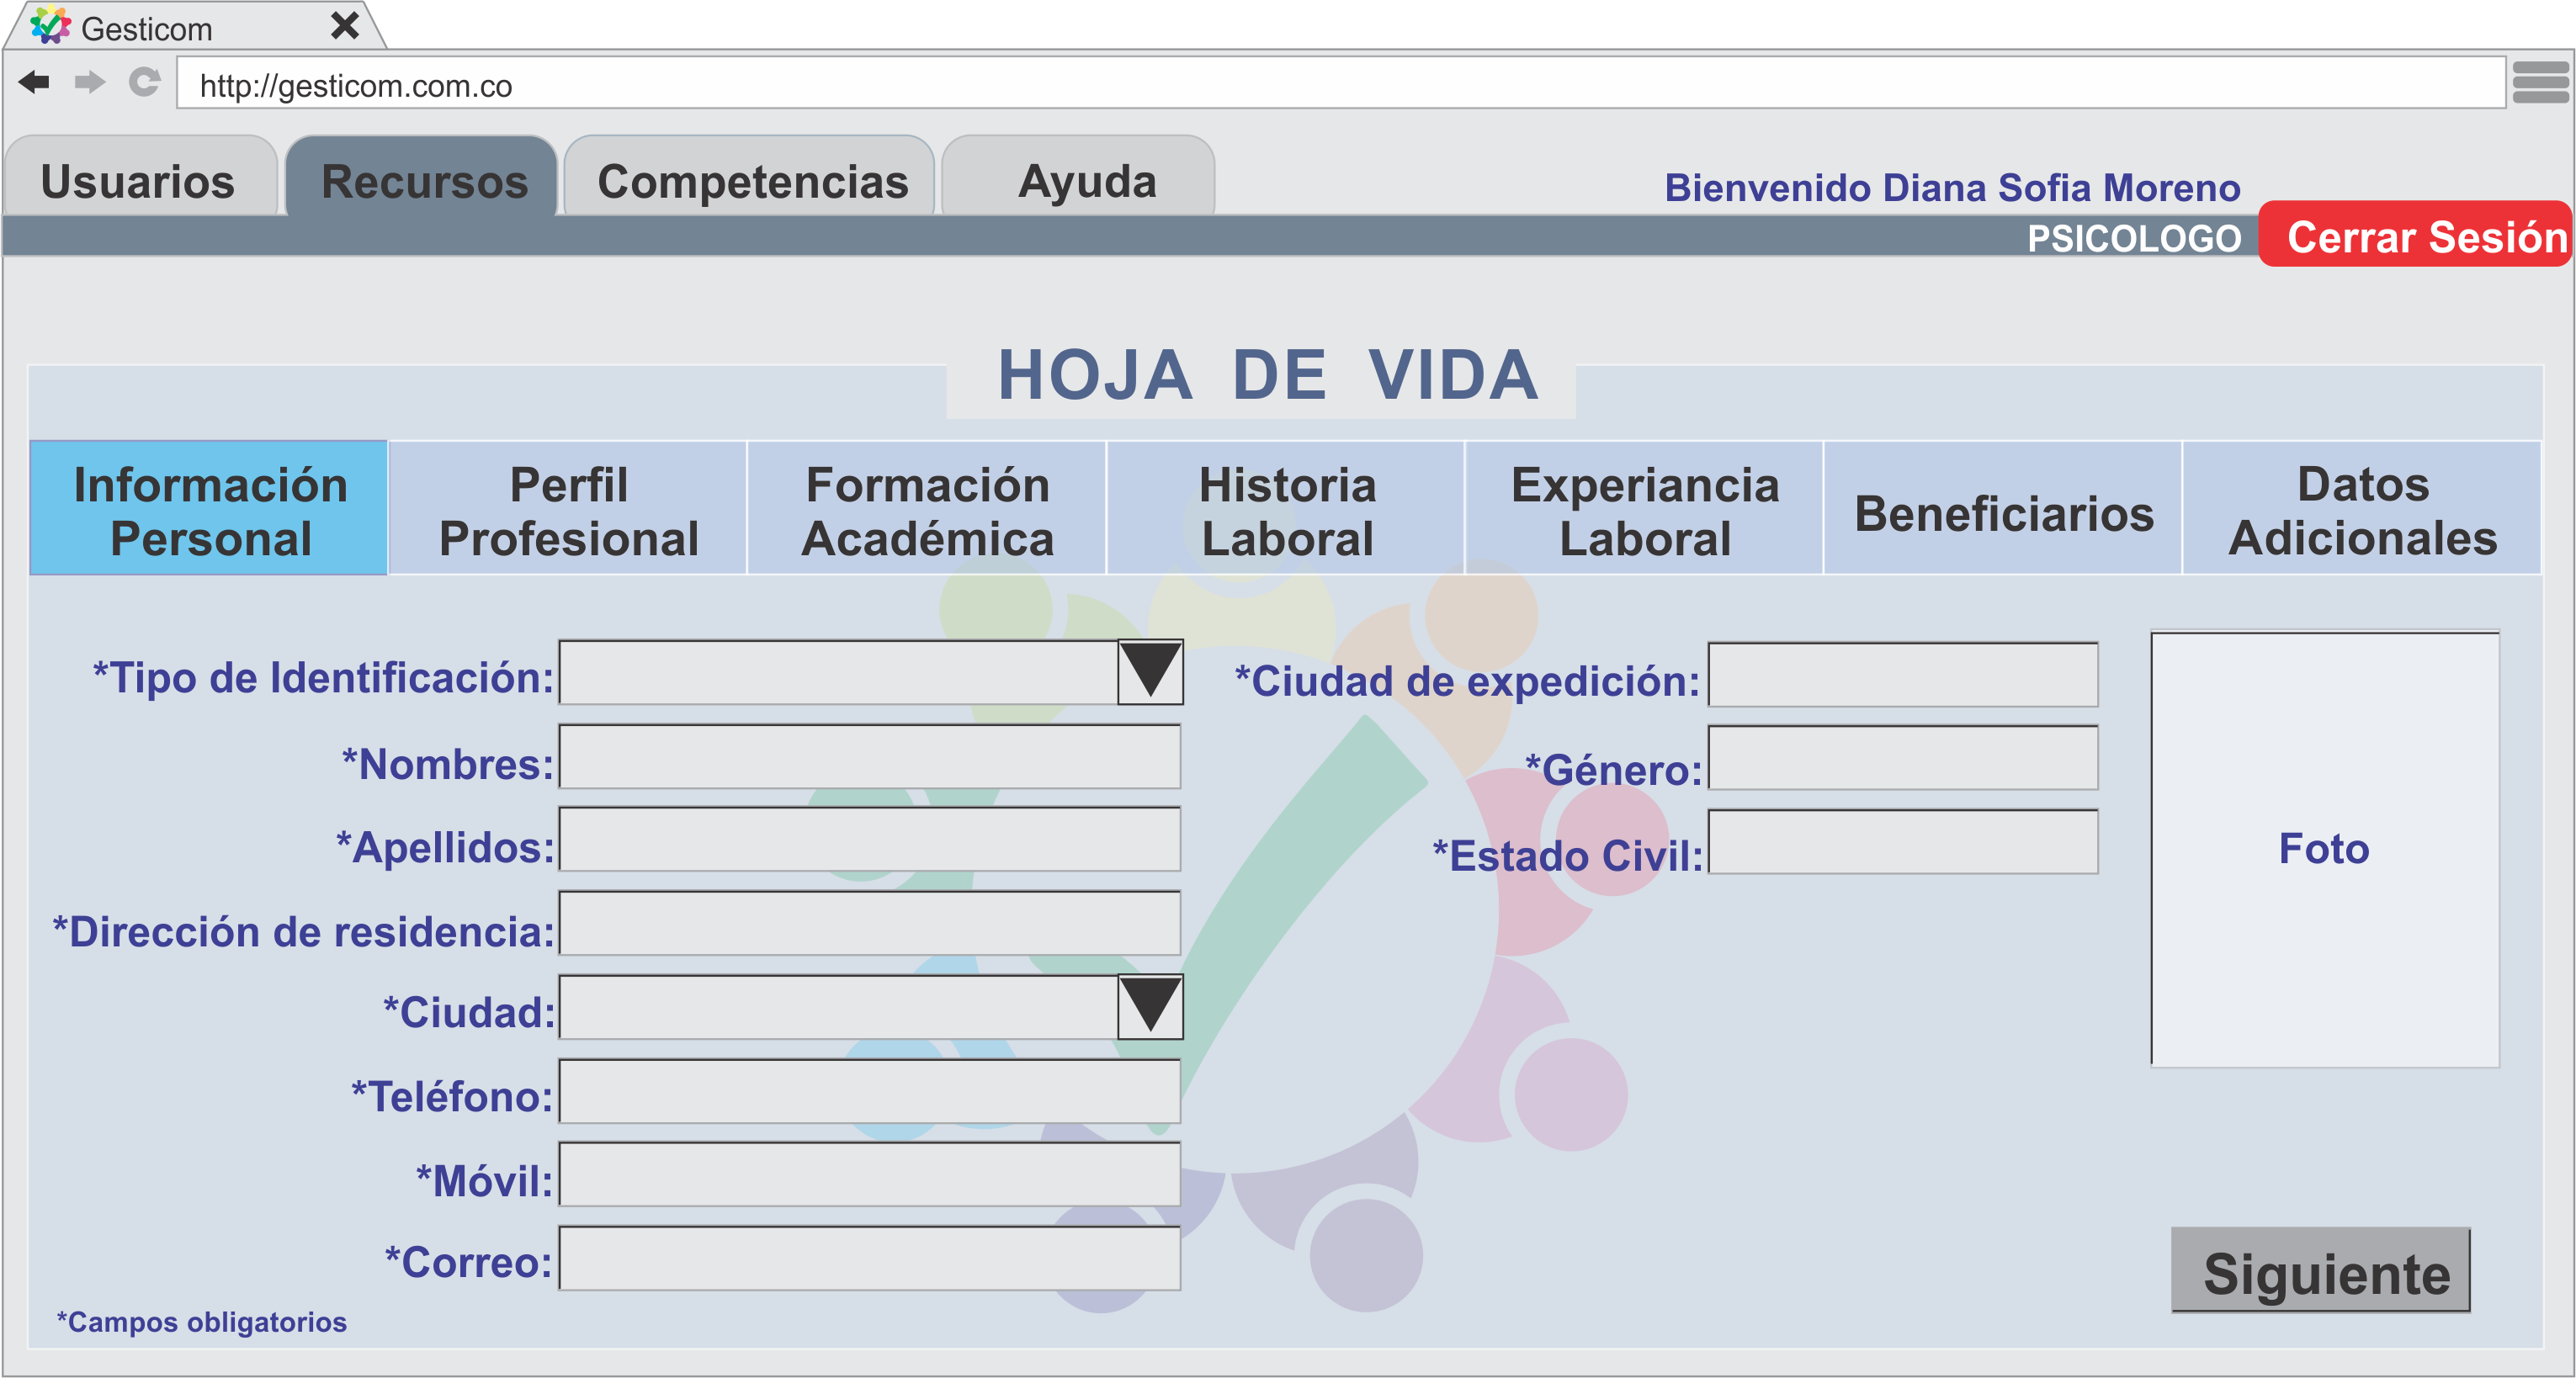 Gesticom
http://gesticom.com.co
Usuarios
Recursos
Competencias
Ayuda
Bienvenido Diana Sofia Moreno
PSICOLOGO
Cerrar Sesión
HOJA DE VIDA
Información
Personal
Perfil
Profesional
Formación
Académica
Historia
Laboral
Experiancia
Laboral
Beneficiarios
Datos
Adicionales
*Tipo de Identificación:
*Nombres:
*Apellidos:
*Dirección de residencia:
*Ciudad:
*Teléfono:
*Móvil:
*Correo:
*Ciudad de expedición:
*Género:
*Estado Civil:
Foto
Siguiente
*Campos obligatorios